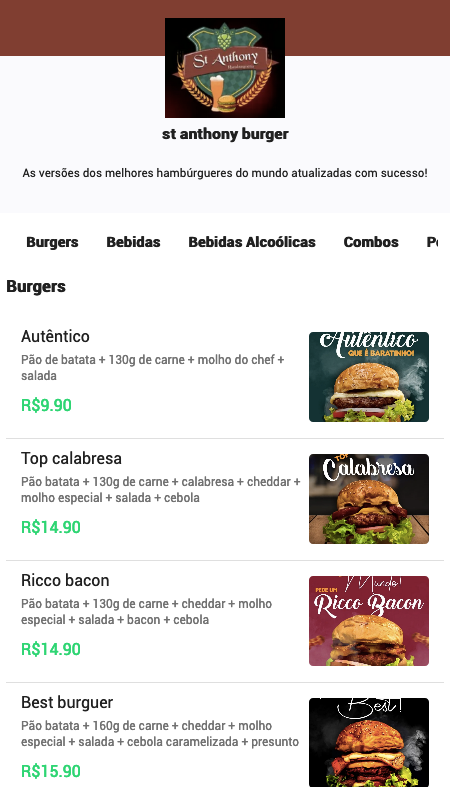 St Anthony
Hamburgueria
st anthony burger
As versões dos melhores hambúrgueres do mundo atualizadas com sucesso!
Burgers Bebidas Bebidas Alcoólicas Combos
Burgers
Autêntico
Pão de batata + 130g de carne + molho do chef +
salada
R$9.90
Autêntico
QUE É BARATINHO!
Top calabresa
Pão batata + 130g de carne + calabresa + cheddar +
molho especial + salada + cebola
R$14.90
TOP
Calabresa
Ricco bacon
Pão batata + 130g de carne + cheddar + molho
especial + salada + bacon + cebola
R$14.90
Mundo!
PEDE UM
Ricco Bacon
Best burguer
Pão batata + 160g de carne + cheddar + molho
especial + salada + cebola caramelizada + presunto
R$15.90
Best!